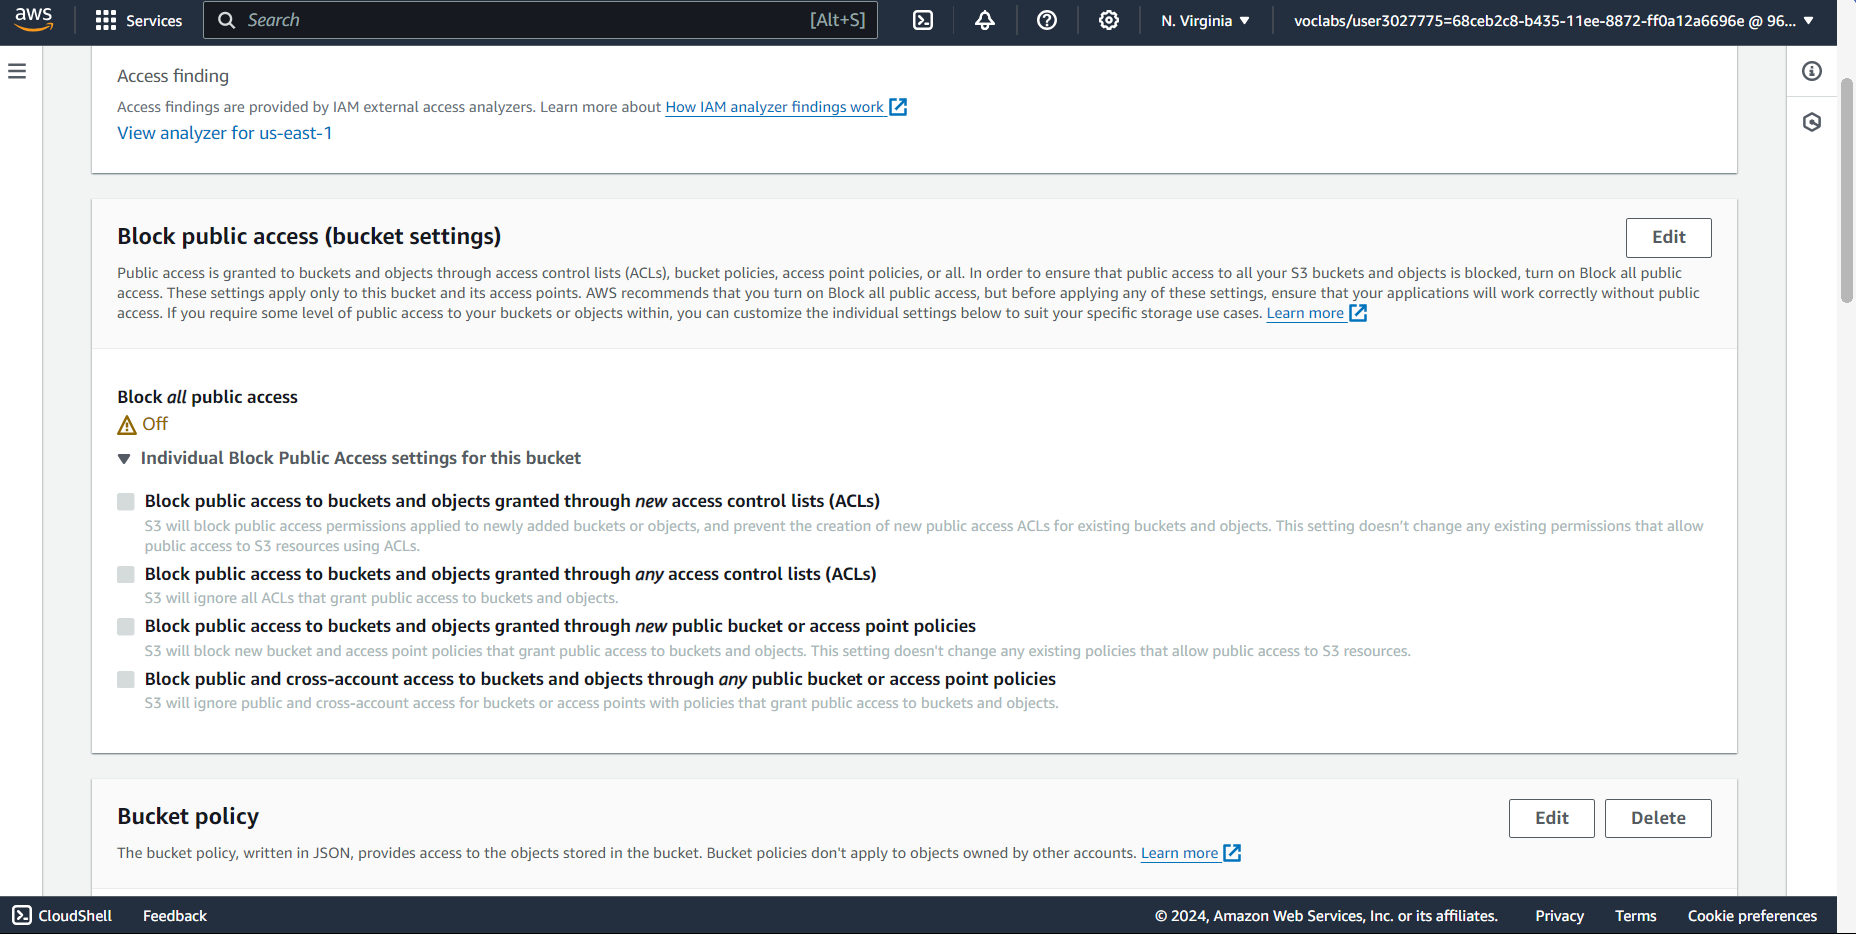 aws
Services
Search
[Alt+S]
N. Virginia
voclabs/user3027775=68ceb2c8-b435-11ee-8872-ff0a12a6696e @ 96...
Access finding
Access findings are provided by IAM external access analyzers. Learn more about How IAM analyzer findings work
View analyzer for us-east-1
Block public access (bucket settings)
Edit
Public access is granted to buckets and objects through access control lists (ACLs), bucket policies, access point policies, or all. In order to ensure that public access to all your S3 buckets and objects is blocked, turn on Block all public
access. These settings apply only to this bucket and its access points. AWS recommends that you turn on Block all public access, but before applying any of these settings, ensure that your applications will work correctly without public
access. If you require some level of public access to your buckets or objects within, you can customize the individual settings below to suit your specific storage use cases. Learn more
Block all public access
Off
Individual Block Public Access settings for this bucket
Block public access to buckets and objects granted through new access control lists (ACLs)
S3 will block public access permissions applied to newly added buckets or objects, and prevent the creation of new public access ACLs for existing buckets and objects. This setting doesn't change any existing permissions that allow
public access to S3 resources using ACLs.
Block public access to buckets and objects granted through any access control lists (ACLs)
S3 will ignore all ACLs that grant public access to buckets and objects.
Block public access to buckets and objects granted through new public bucket or access point policies
S3 will block new bucket and access point policies that grant public access to buckets and objects. This setting doesn't change any existing policies that allow public access to S3 resources.
Block public and cross-account access to buckets and objects through any public bucket or access point policies
S3 will ignore public and cross-account access for buckets or access points with policies that grant public access to buckets and objects.
Bucket policy
Edit
Delete
The bucket policy, written in JSON, provides access to the objects stored in the bucket. Bucket policies don't apply to objects owned by other accounts. Learn more
CloudShell
Feedback
© 2024, Amazon Web Services, Inc. or its affiliates.
Privacy
Terms
Cookie preferences